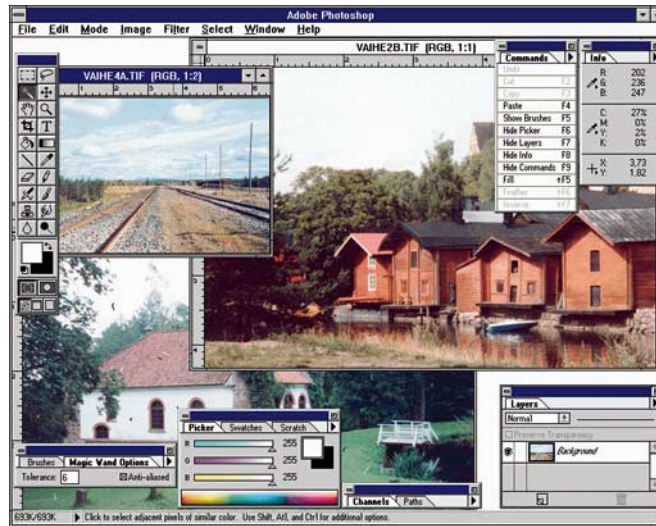 Adobe Photoshop
File Edit Mode Image Filter Select Window Help
VAIHE2B.TIF (RGB, 1:1)
VAIHE4A.TIF (RGB, 1:2)
Commands
Undo
Cut F2
Copy F3
Paste F4
Show Brushes F5
Hide Picker F6
Hide Layers F7
Hide Info F8
Hide Commands F9
Fill ↑F5
Feather ↑F6
Inverse ↑F7
Info
R: 202
G: 236
B: 247
C: 27%
M: 0%
Y: 2%
K: 0%
X: 3,73
Y: 1,82
Layers
Normal
Preserve Transparency
Background
Picker Swatches Scratch
R 255
G 255
B 255
Brushes Magic Wand Options
Tolerance: 6 Anti-aliased
Channels Paths
693K/693K Click to select adjacent pixels of similar color. Use Shift, Alt, and Ctrl for additional options.